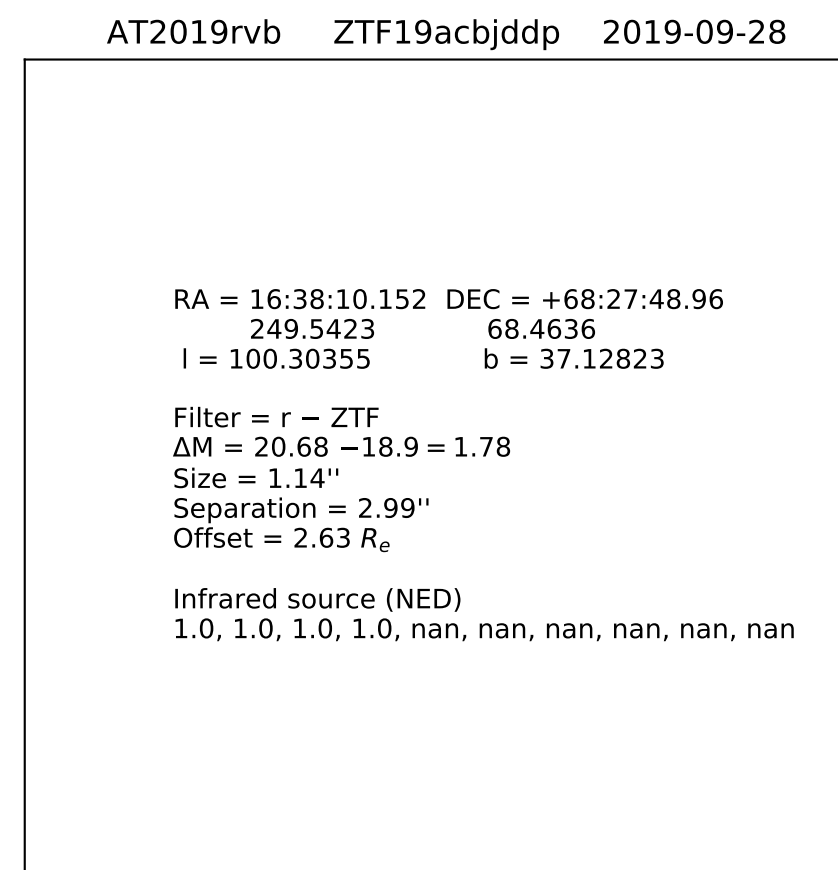 AT2019rvb ZTF19acbjddp 2019-09-28
RA = 16:38:10.152 DEC = +68:27:48.96
249.5423 68.4636
l = 100.30355 b = 37.12823
Filter = r − ZTF
ΔM = 20.68 −18.9 = 1.78
Size = 1.14''
Separation = 2.99''
Offset = 2.63 Re
Infrared source (NED)
1.0, 1.0, 1.0, 1.0, nan, nan, nan, nan, nan, nan